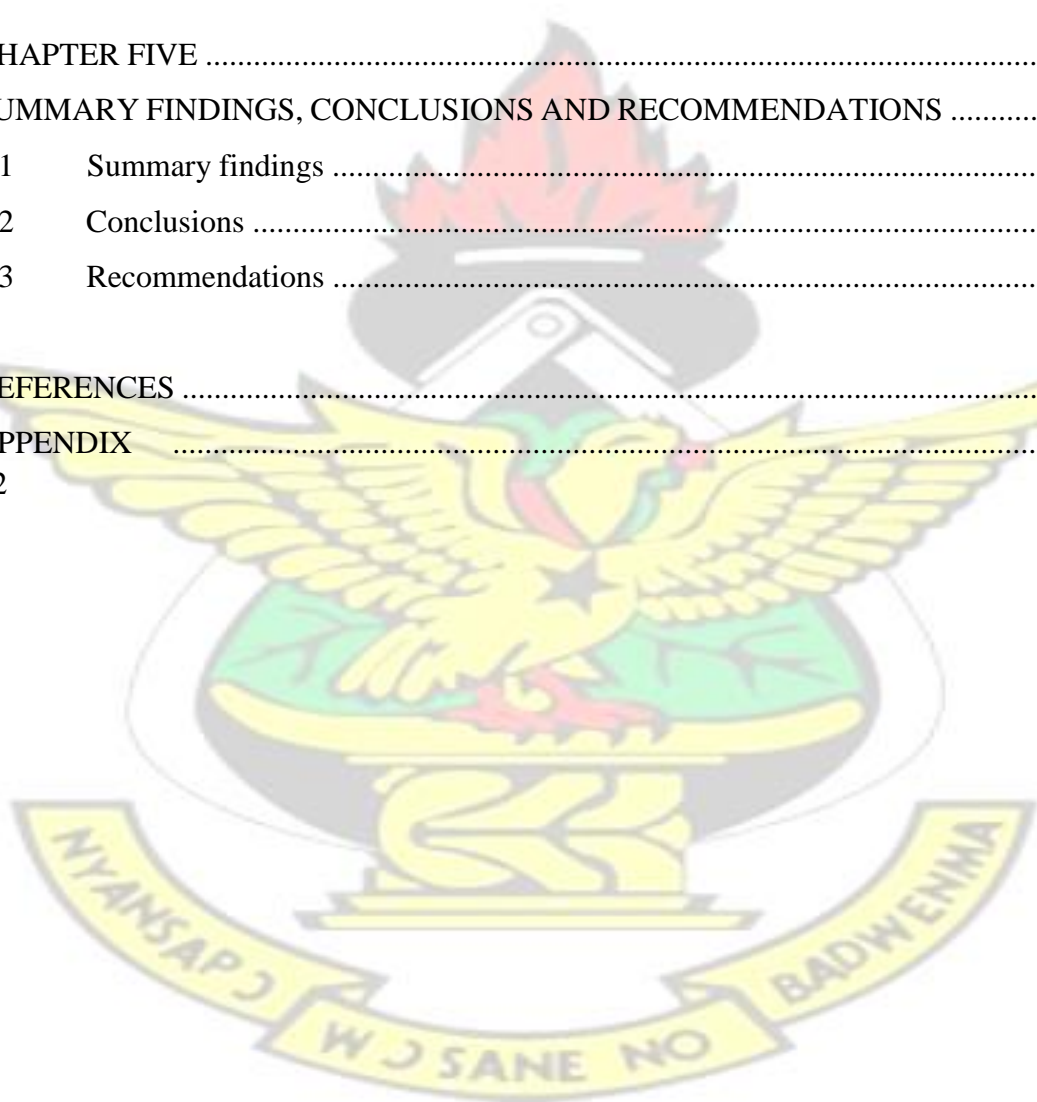 HAPTER FIVE ................................................................................................
UMMARY FINDINGS, CONCLUSIONS AND RECOMMENDATIONS ...........
1 Summary findings ................................................................................
2 Conclusions ..........................................................................................
3 Recommendations ................................................................................
EFERENCES ..................................................................................................
PPENDIX ....................................................................................................
2
NYANSAPƆ
WƆ SANE NO
BADWENMA